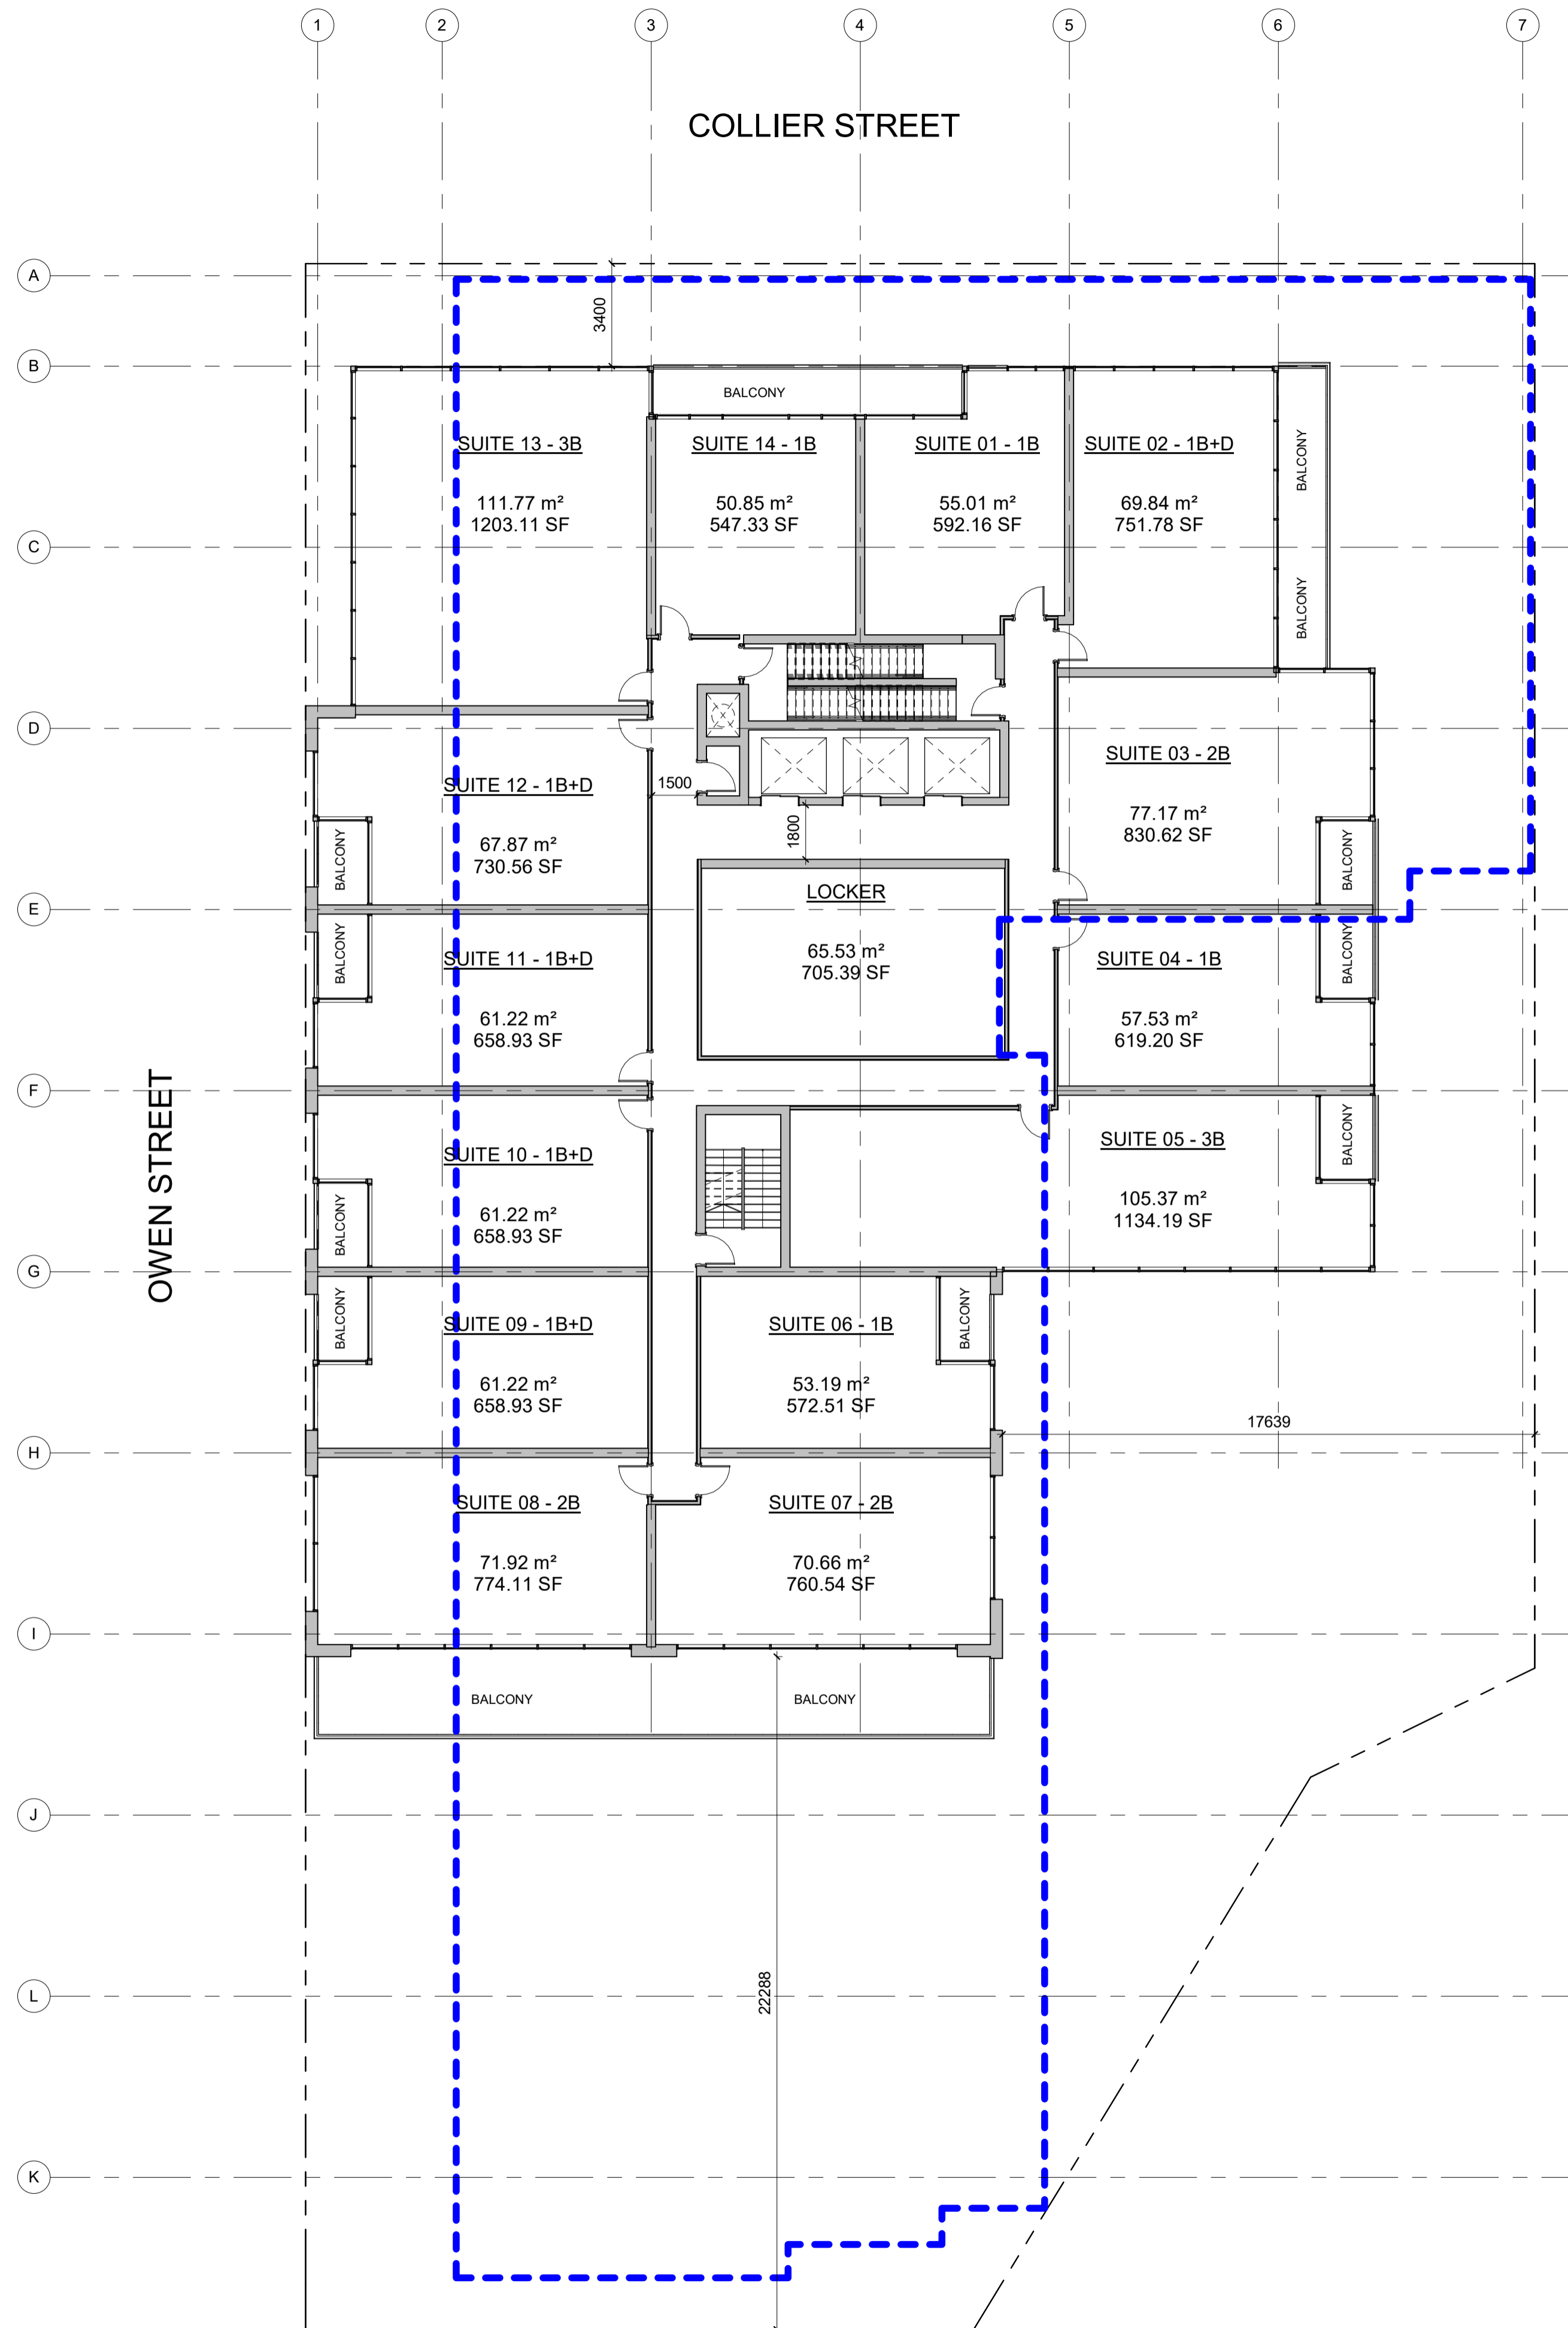 1
2
3
4
5
6
7
COLLIER STREET
A
3400
B
BALCONY
SUITE 13 - 3B
111.77 m²
1203.11 SF
SUITE 14 - 1B
50.85 m²
547.33 SF
SUITE 01 - 1B
55.01 m²
592.16 SF
SUITE 02 - 1B+D
69.84 m²
751.78 SF
BALCONY
BALCONY
C
D
SUITE 12 - 1B+D
67.87 m²
730.56 SF
BALCONY
1500
1800
SUITE 03 - 2B
77.17 m²
830.62 SF
BALCONY
E
LOCKER
65.53 m²
705.39 SF
SUITE 11 - 1B+D
61.22 m²
658.93 SF
BALCONY
SUITE 04 - 1B
57.53 m²
619.20 SF
BALCONY
F
OWEN STREET
SUITE 10 - 1B+D
61.22 m²
658.93 SF
BALCONY
SUITE 05 - 3B
105.37 m²
1134.19 SF
BALCONY
G
SUITE 09 - 1B+D
61.22 m²
658.93 SF
BALCONY
SUITE 06 - 1B
53.19 m²
572.51 SF
BALCONY
17639
H
SUITE 08 - 2B
71.92 m²
774.11 SF
SUITE 07 - 2B
70.66 m²
760.54 SF
I
BALCONY
BALCONY
J
L
22288
K